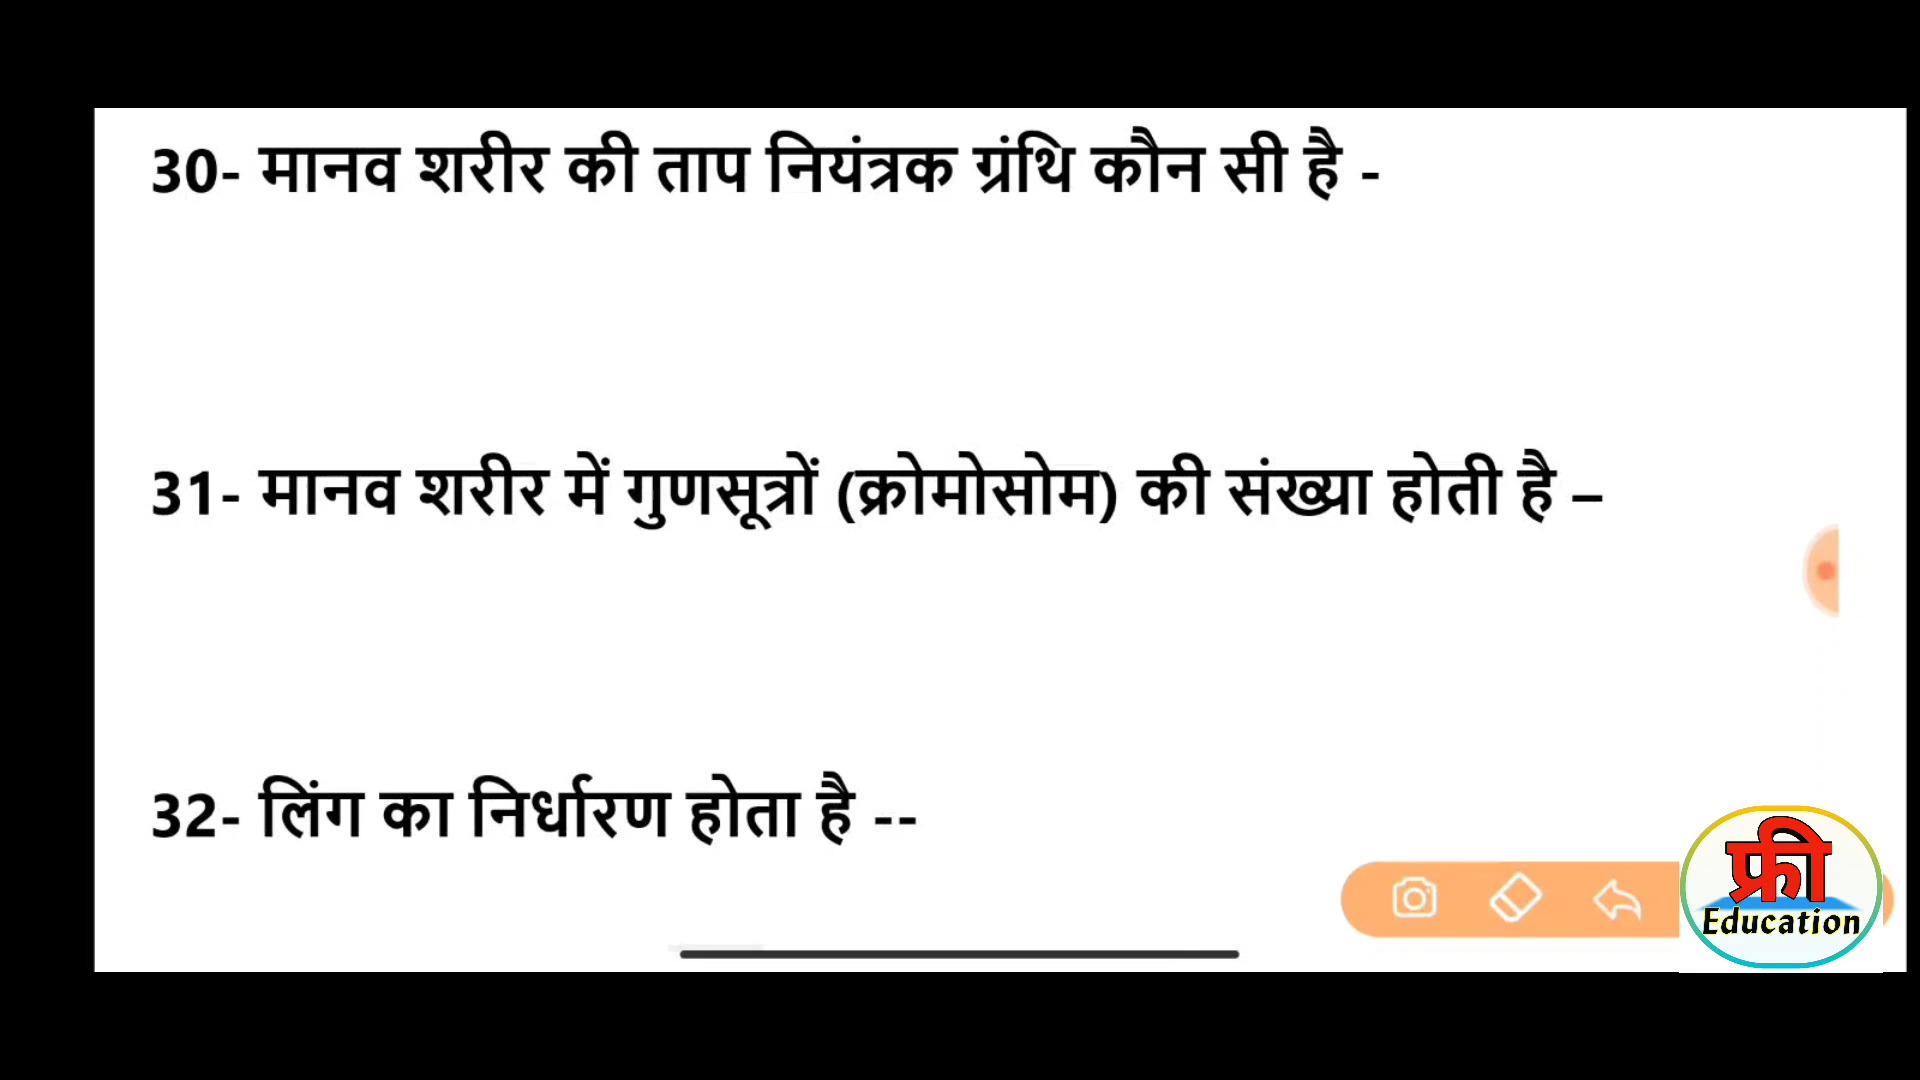 30- मानव शरीर की ताप नियंत्रक ग्रंथि कौन सी है -
31- मानव शरीर में गुणसूत्रों (क्रोमोसोम) की संख्या होती है –
32- लिंग का निर्धारण होता है --
फ्री
Education